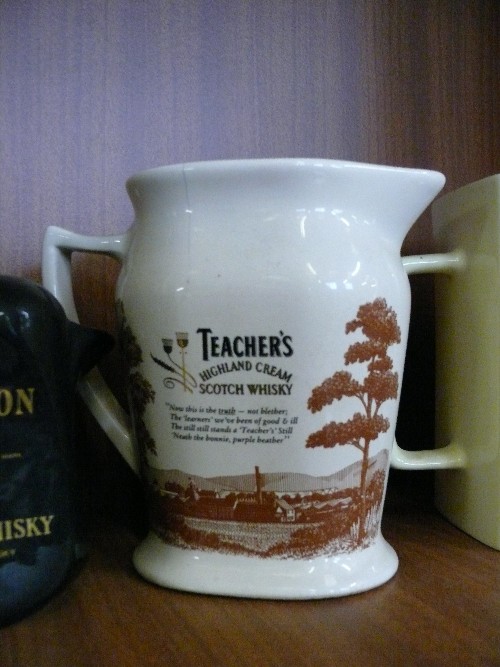 TEACHER'S
HIGHLAND CREAM
SCOTCH WHISKY
"Now this is the truth – not blether;
The 'learners' we've been of good & ill
The still still stands a 'Teacher's' Still
'Neath the bonnie, purple heather"
ON
HISKY